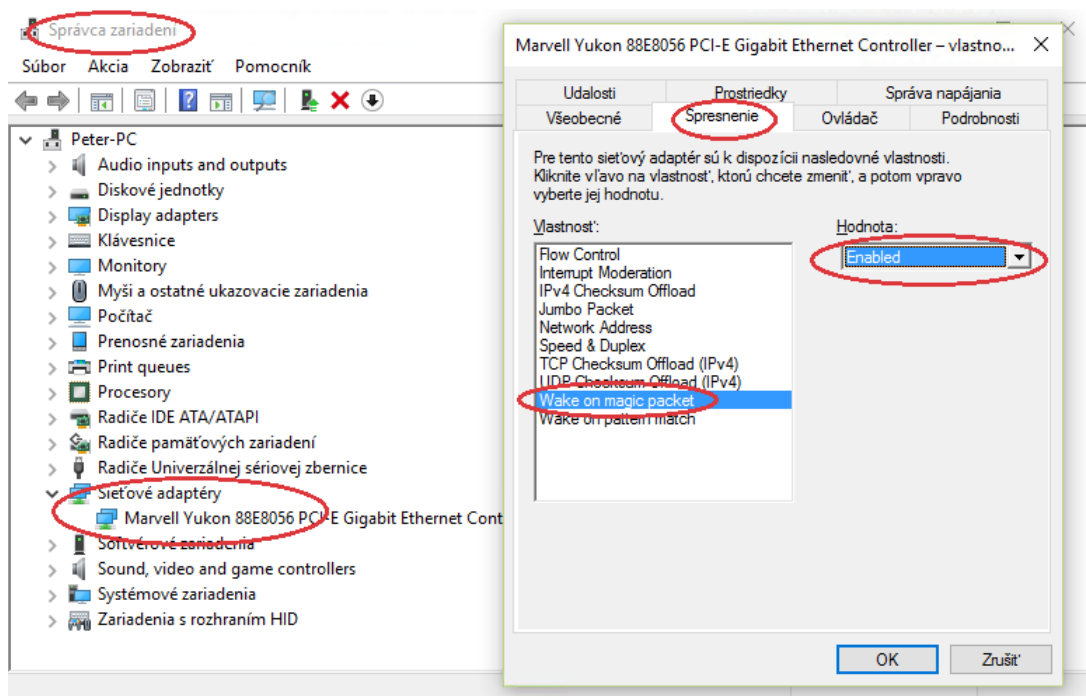 Správca zariadení
Súbor Akcia Zobraziť Pomocník
Peter-PC
Audio inputs and outputs
Diskové jednotky
Display adapters
Klávesnice
Monitory
Myši a ostatné ukazovacie zariadenia
Počítač
Prenosné zariadenia
Print queues
Procesory
Radiče IDE ATA/ATAPI
Radiče pamäťových zariadení
Radiče Univerzálnej sériovej zbernice
Sieťové adaptéry
Marvell Yukon 88E8056 PCI-E Gigabit Ethernet Cont
Softvérové zariadenia
Sound, video and game controllers
Systémové zariadenia
Zariadenia s rozhraním HID
Marvell Yukon 88E8056 PCI-E Gigabit Ethernet Controller – vlastno...
Udalosti Prostriedky Správa napájania
Všeobecné Spresnenie Ovládač Podrobnosti
Pre tento sieťový adaptér sú k dispozícii nasledovné vlastnosti.
Kliknite vľavo na vlastnosť, ktorú chcete zmeniť, a potom vpravo
vyberte jej hodnotu.
Vlastnosť: Hodnota:
Enabled
Flow Control
Interrupt Moderation
IPv4 Checksum Offload
Jumbo Packet
Network Address
Speed & Duplex
TCP Checksum Offload (IPv4)
UDP Checksum Offload (IPv4)
Wake on magic packet
Wake on pattern match
OK Zrušiť